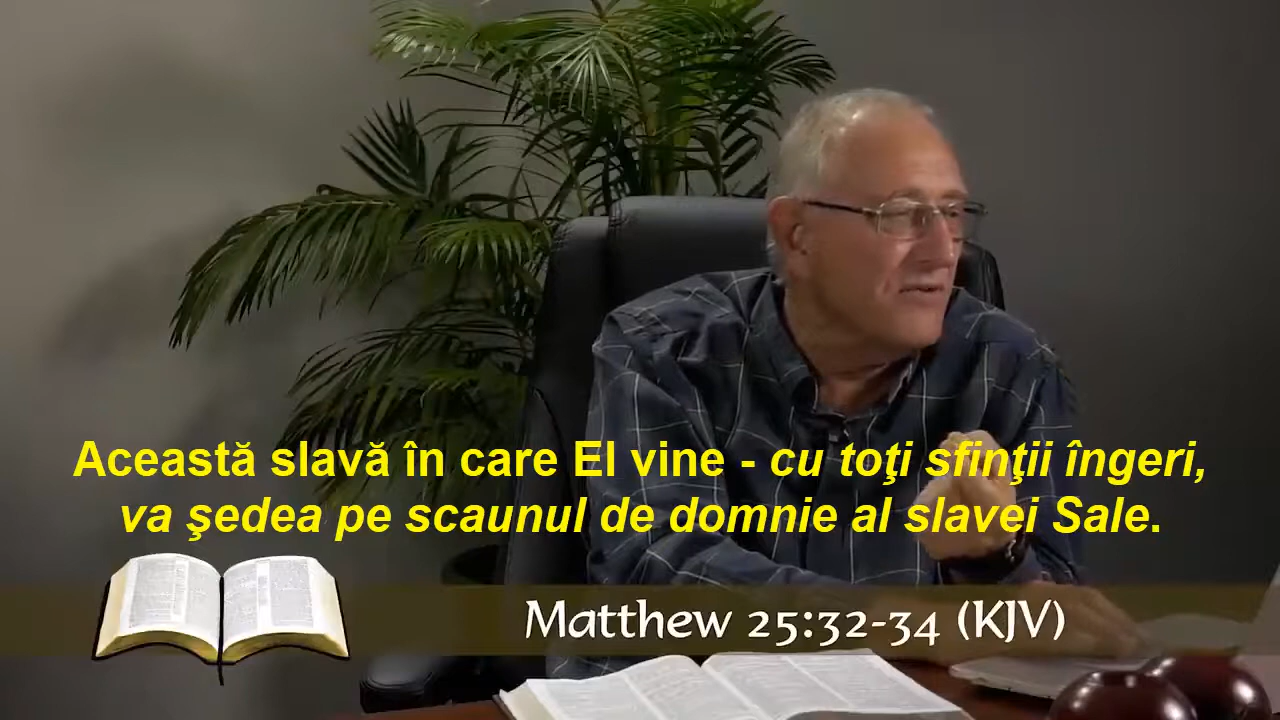 Această slavă în care El vine - cu toţi sfinţii îngeri,
va şedea pe scaunul de domnie al slavei Sale.
Matthew 25:32-34 (KJV)